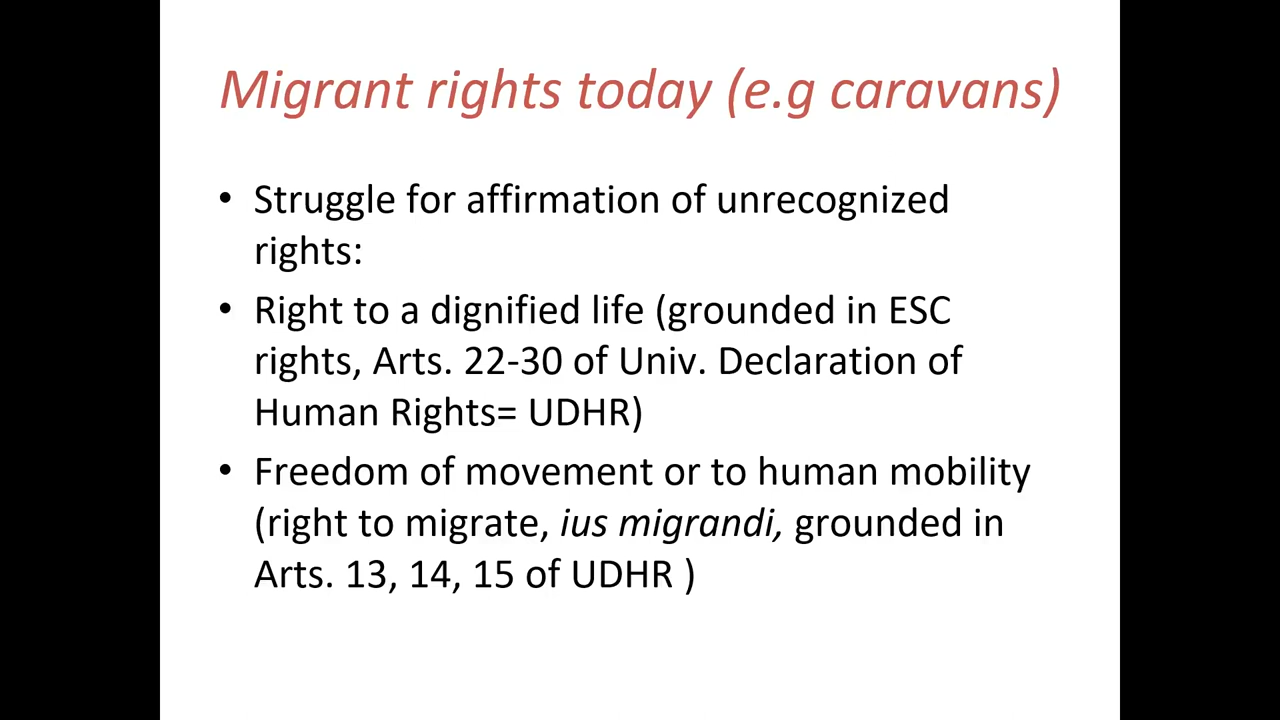 Migrant rights today (e.g caravans)
• Struggle for affirmation of unrecognized
rights:
• Right to a dignified life (grounded in ESC
rights, Arts. 22-30 of Univ. Declaration of
Human Rights= UDHR)
• Freedom of movement or to human mobility
(right to migrate, ius migrandi, grounded in
Arts. 13, 14, 15 of UDHR )